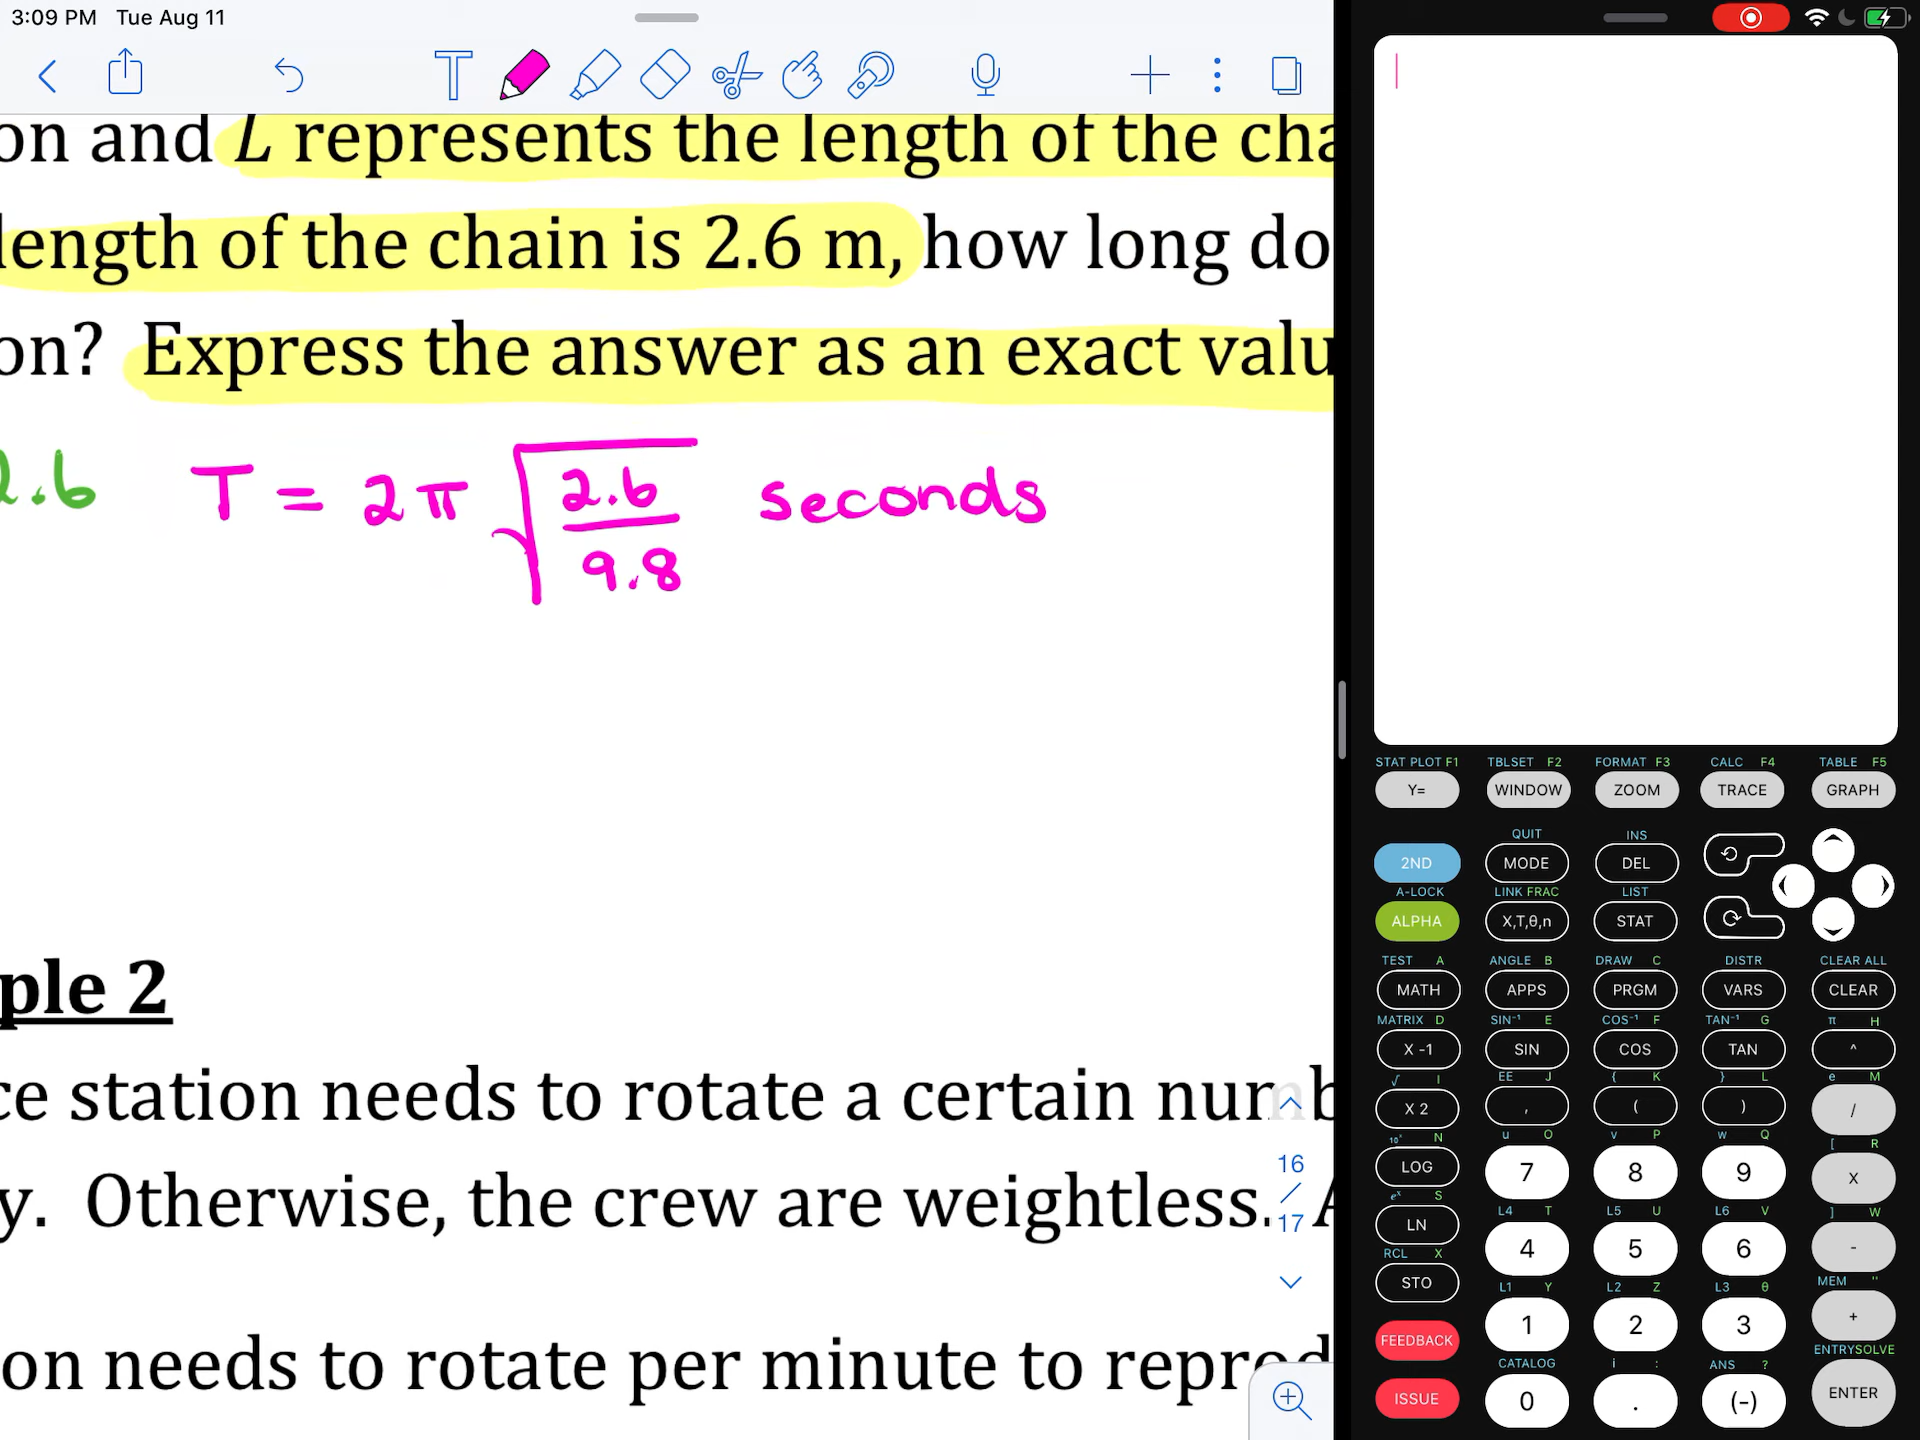 3:09 PM Tue Aug 11
on and L represents the length of the cha
length of the chain is 2.6 m, how long do
on? Express the answer as an exact valu
2.6 T = 2π √(2.6/9.8) seconds
ple 2
ce station needs to rotate a certain numb
y. Otherwise, the crew are weightless. A
on needs to rotate per minute to reprod
16
/
17
STAT PLOT F1 TBLSET F2 FORMAT F3 CALC F4 TABLE F5
Y= WINDOW ZOOM TRACE GRAPH
QUIT INS
2ND MODE DEL
A-LOCK LINK FRAC LIST
ALPHA X,T,θ,n STAT
TEST A ANGLE B DRAW C DISTR CLEAR ALL
MATH APPS PRGM VARS CLEAR
MATRIX D SIN⁻¹ E COS⁻¹ F TAN⁻¹ G π H
X -1 SIN COS TAN ^
√ I EE J { K } L e M
X 2 , ( ) /
10ˣ N u O v P w Q [ R
LOG 7 8 9 X
eˣ S L4 T L5 U L6 V ] W
LN 4 5 6 -
RCL X L1 Y L2 Z L3 θ MEM "
STO 1 2 3 +
FEEDBACK CATALOG i : ANS ? ENTRY SOLVE
ISSUE 0 . (-) ENTER